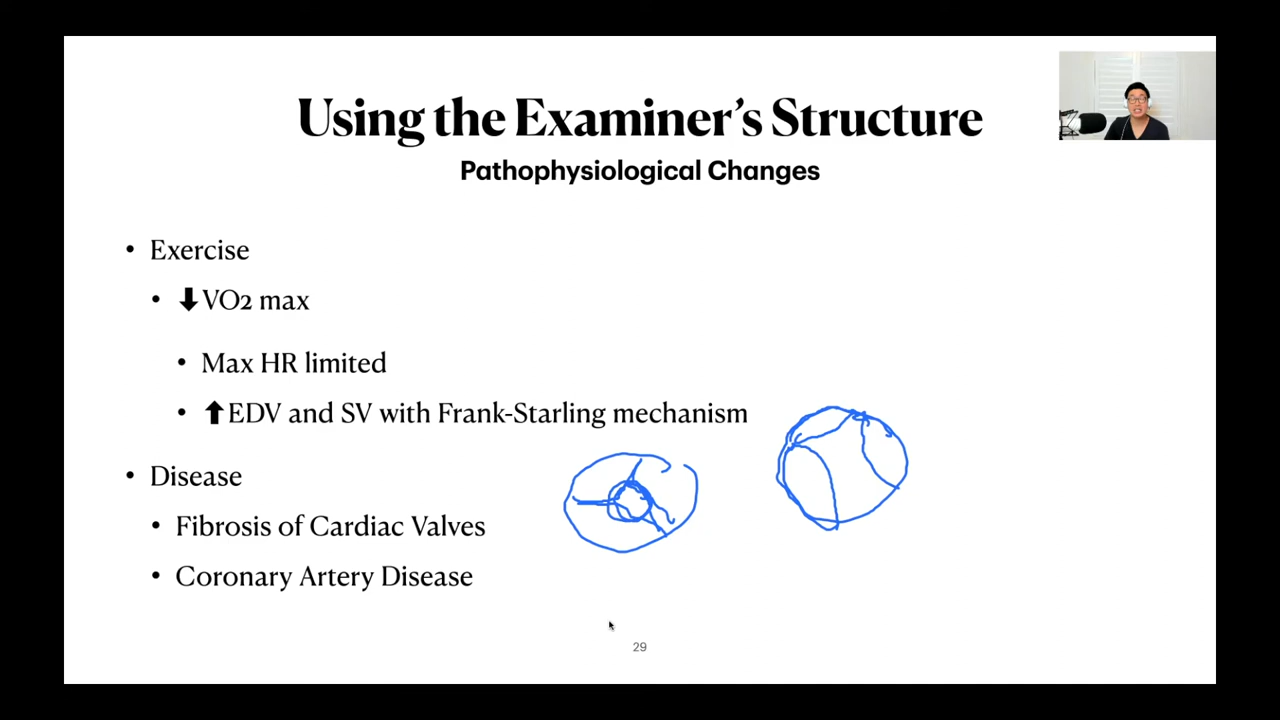 Using the Examiner's Structure
Pathophysiological Changes
• Exercise
• ⬇VO2 max
• Max HR limited
• ⬆EDV and SV with Frank-Starling mechanism
• Disease
• Fibrosis of Cardiac Valves
• Coronary Artery Disease
29